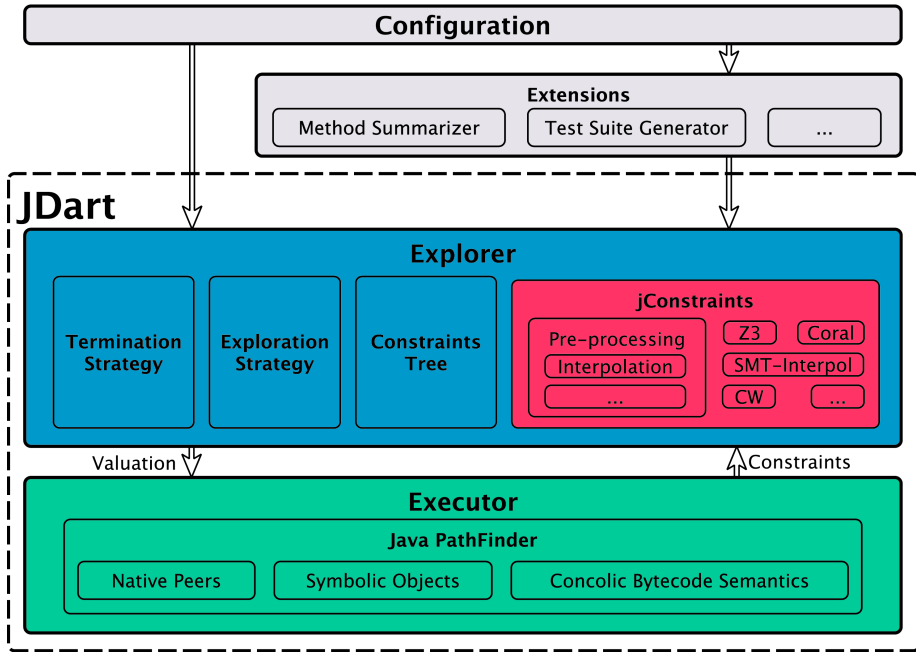 Configuration
Extensions
Method Summarizer
Test Suite Generator
...
JDart
Explorer
Termination
Strategy
Exploration
Strategy
Constraints
Tree
jConstraints
Pre-processing
Interpolation
...
Z3
Coral
SMT-Interpol
CW
...
Valuation
Constraints
Executor
Java PathFinder
Native Peers
Symbolic Objects
Concolic Bytecode Semantics